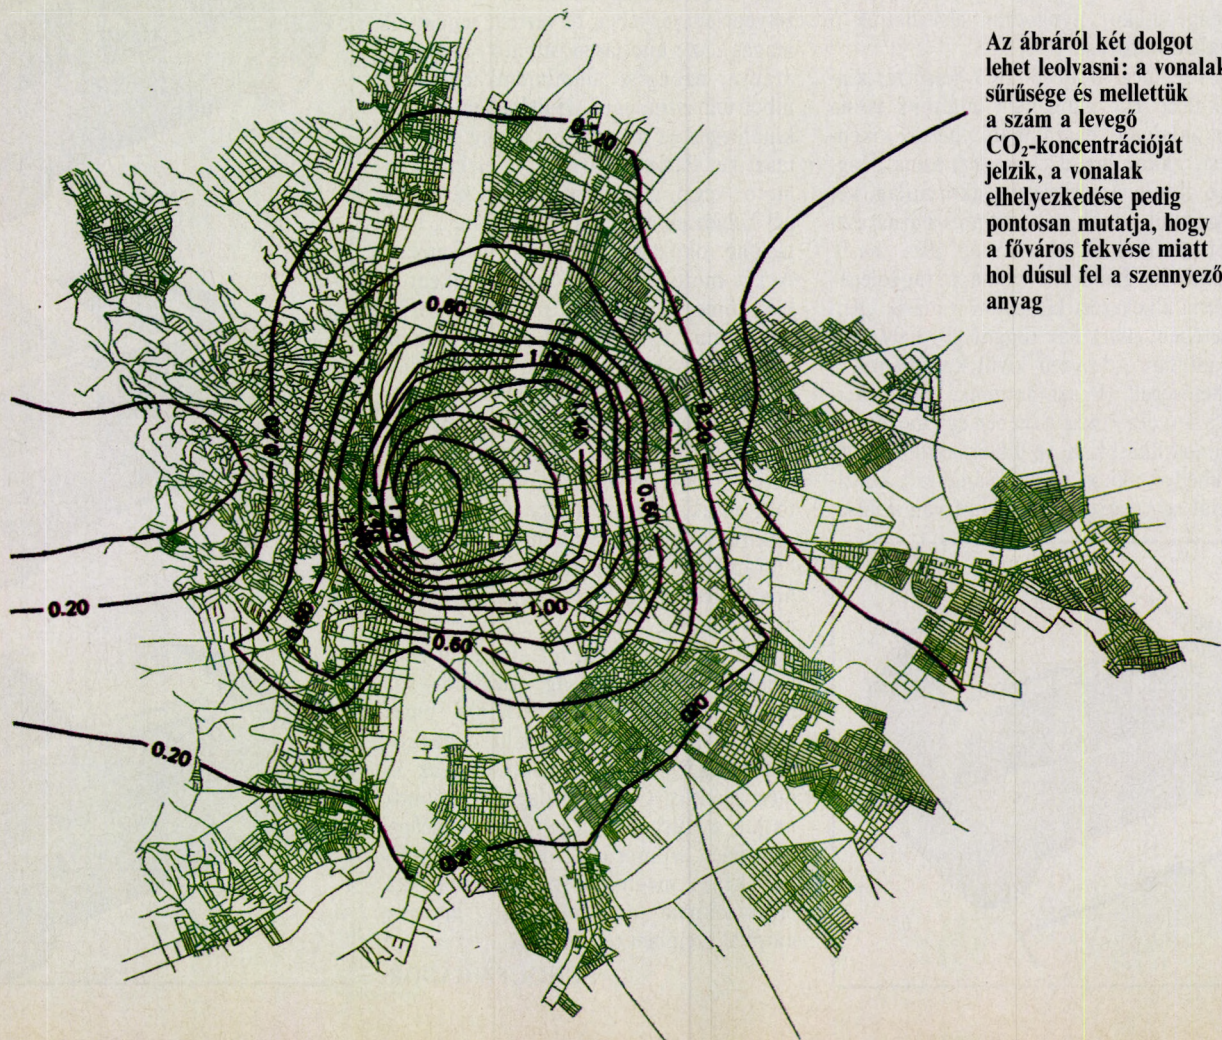 Az ábráról két dolgot
lehet leolvasni: a vonalak
sűrűsége és mellettük
a szám a levegő
CO₂-koncentrációját
jelzik, a vonalak
elhelyezkedése pedig
pontosan mutatja, hogy
a főváros fekvése miatt
hol dúsul fel a szennyező
anyag
0.60
1.00
0.20
0.20
0.60
0.20
1.00
0.60
0.20